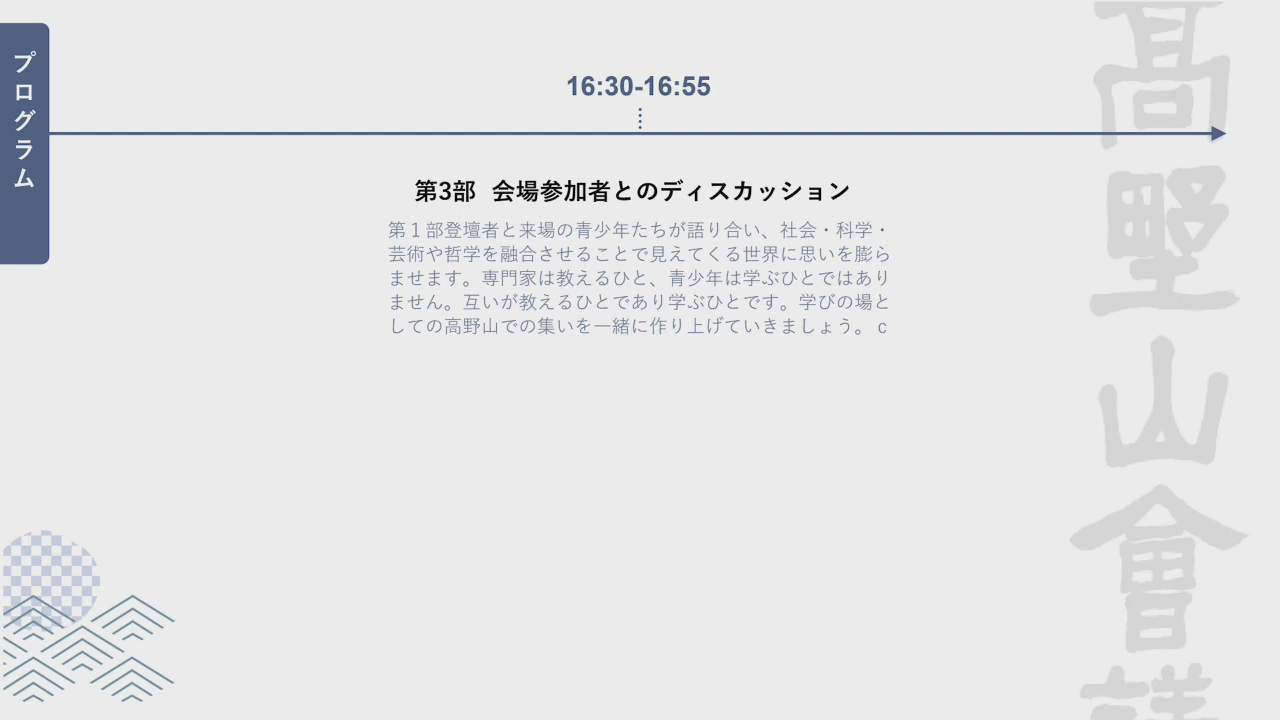 プログラム
16:30-16:55
第3部 会場参加者とのディスカッション
第１部登壇者と来場の青少年たちが語り合い、社会・科学・
芸術や哲学を融合させることで見えてくる世界に思いを膨ら
ませます。専門家は教えるひと、青少年は学ぶひとではあり
ません。互いが教えるひとであり学ぶひとです。学びの場と
しての高野山での集いを一緒に作り上げていきましょう。ｃ
高野山會議